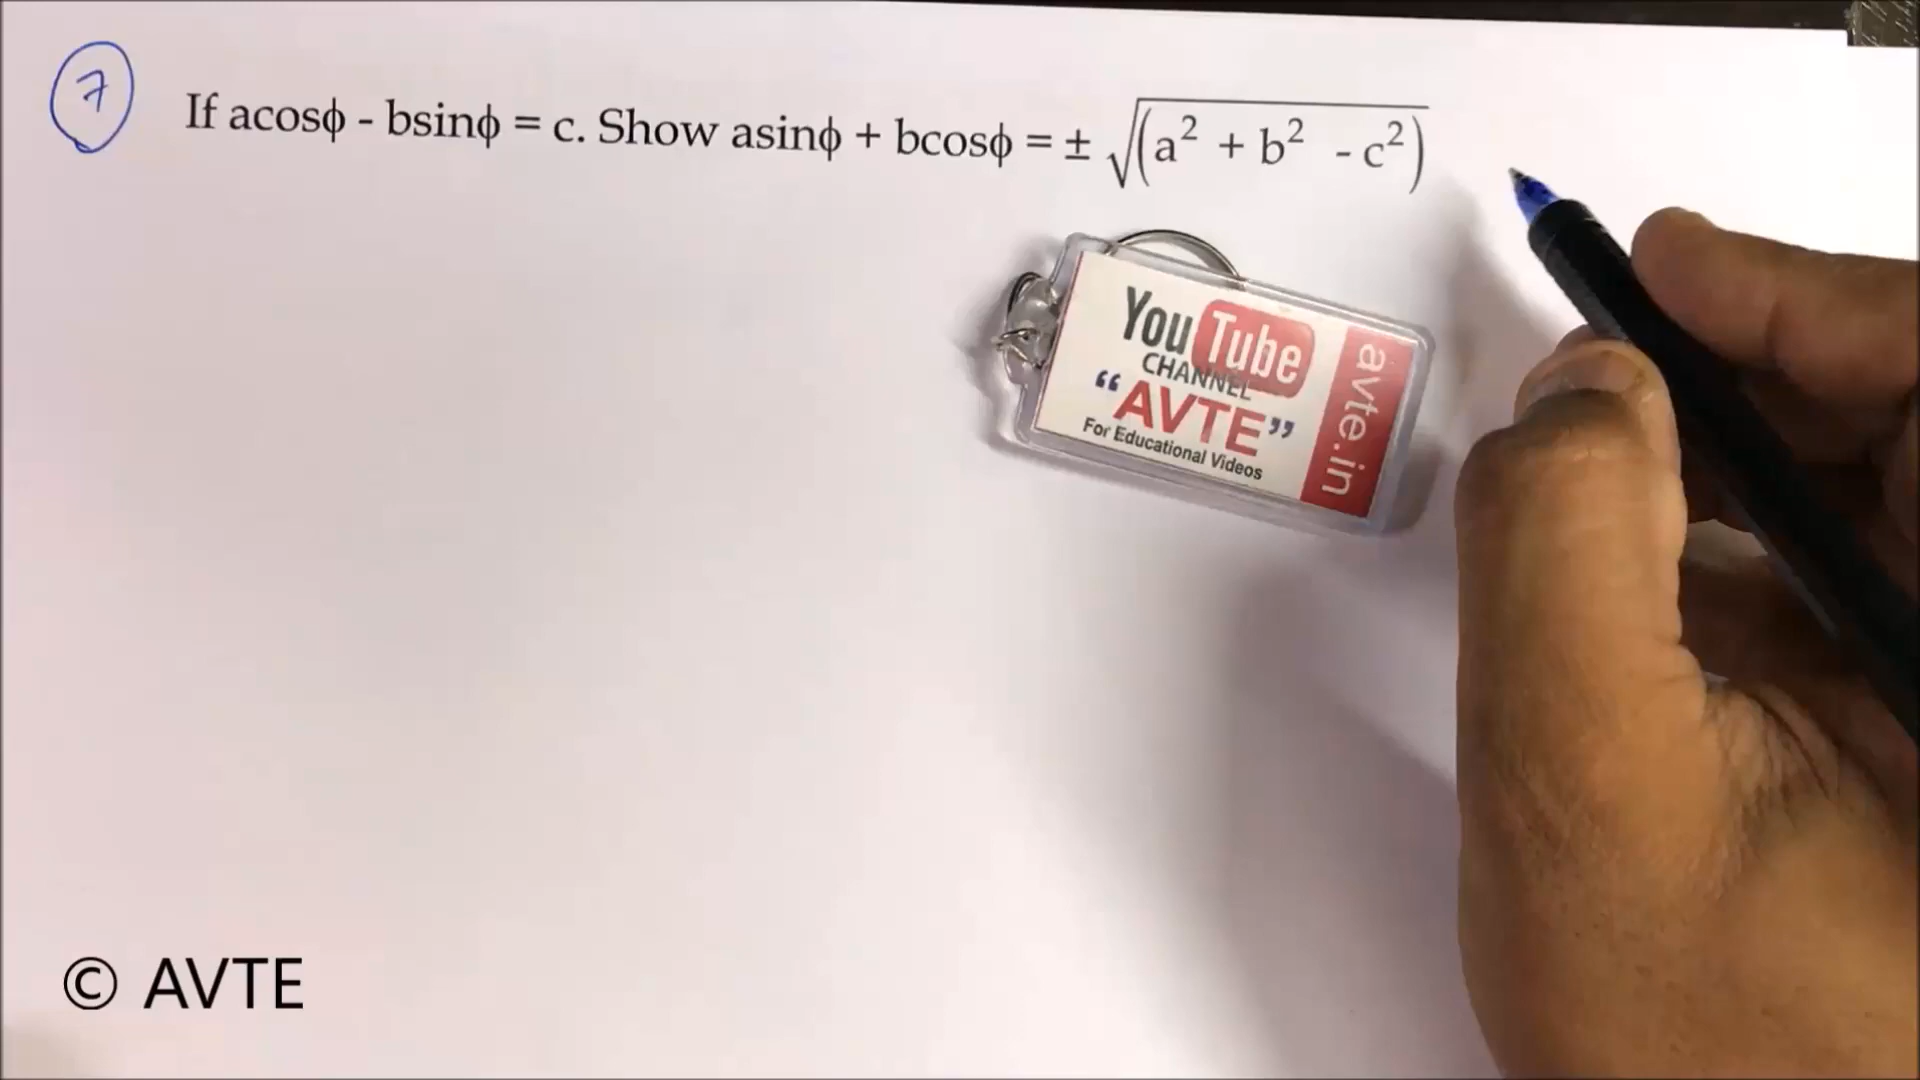 7
If acosϕ - bsinϕ = c. Show asinϕ + bcosϕ = ± √(a² + b² - c²)
YouTube
CHANNEL
“AVTE”
For Educational Videos
avte.in
© AVTE